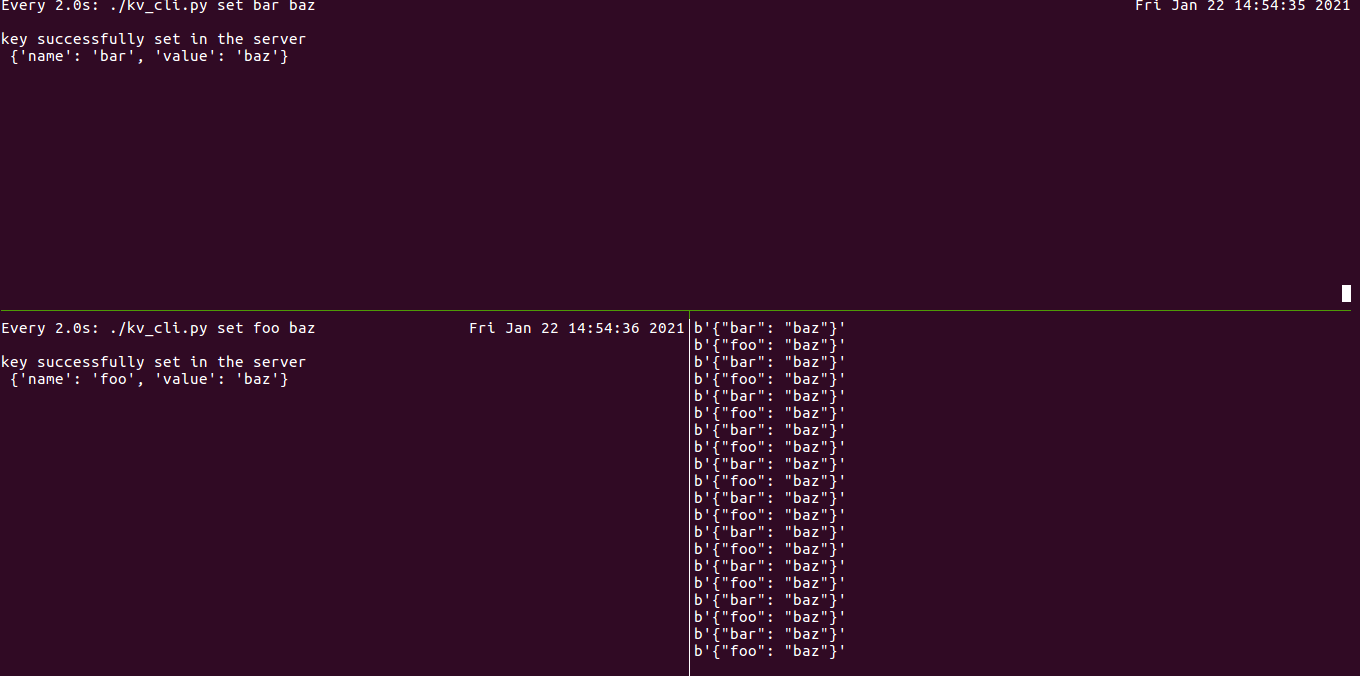 Every 2.0s: ./kv_cli.py set bar baz Fri Jan 22 14:54:35 2021
key successfully set in the server
{'name': 'bar', 'value': 'baz'}
Every 2.0s: ./kv_cli.py set foo baz Fri Jan 22 14:54:36 2021
key successfully set in the server
{'name': 'foo', 'value': 'baz'}
b'{"bar": "baz"}'
b'{"foo": "baz"}'
b'{"bar": "baz"}'
b'{"foo": "baz"}'
b'{"bar": "baz"}'
b'{"foo": "baz"}'
b'{"bar": "baz"}'
b'{"foo": "baz"}'
b'{"bar": "baz"}'
b'{"foo": "baz"}'
b'{"bar": "baz"}'
b'{"foo": "baz"}'
b'{"bar": "baz"}'
b'{"foo": "baz"}'
b'{"bar": "baz"}'
b'{"foo": "baz"}'
b'{"bar": "baz"}'
b'{"foo": "baz"}'
b'{"bar": "baz"}'
b'{"foo": "baz"}'